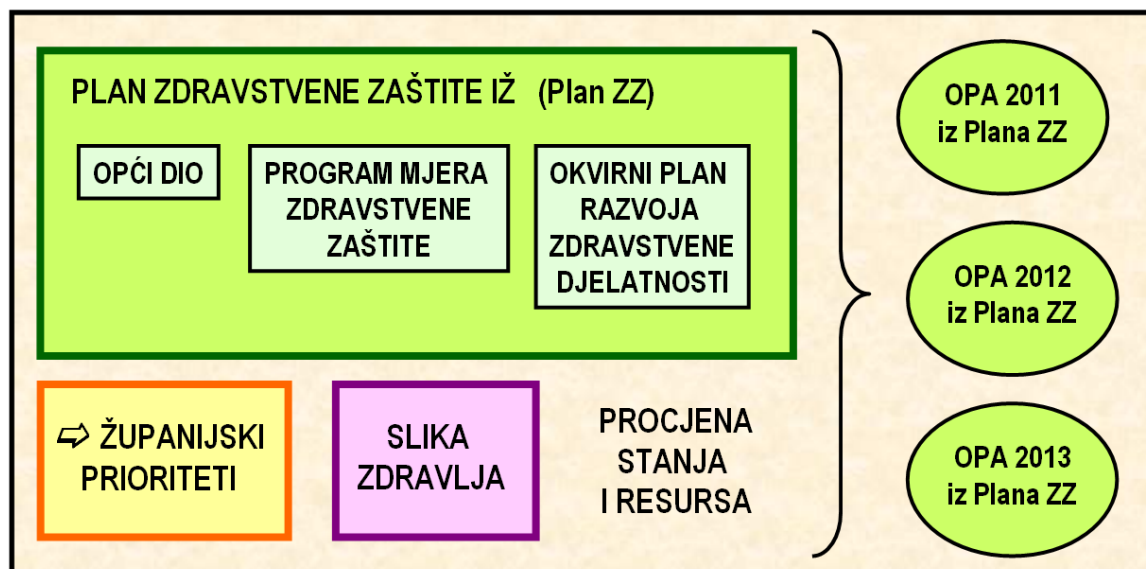 PLAN ZDRAVSTVENE ZAŠTITE IŽ (Plan ZZ)
OPĆI DIO
PROGRAM MJERA
ZDRAVSTVENE
ZAŠTITE
OKVIRNI PLAN
RAZVOJA
ZDRAVSTVENE
DJELATNOSTI
➩ ŽUPANIJSKI
PRIORITETI
SLIKA
ZDRAVLJA
PROCJENA
STANJA
I RESURSA
OPA 2011
iz Plana ZZ
OPA 2012
iz Plana ZZ
OPA 2013
iz Plana ZZ